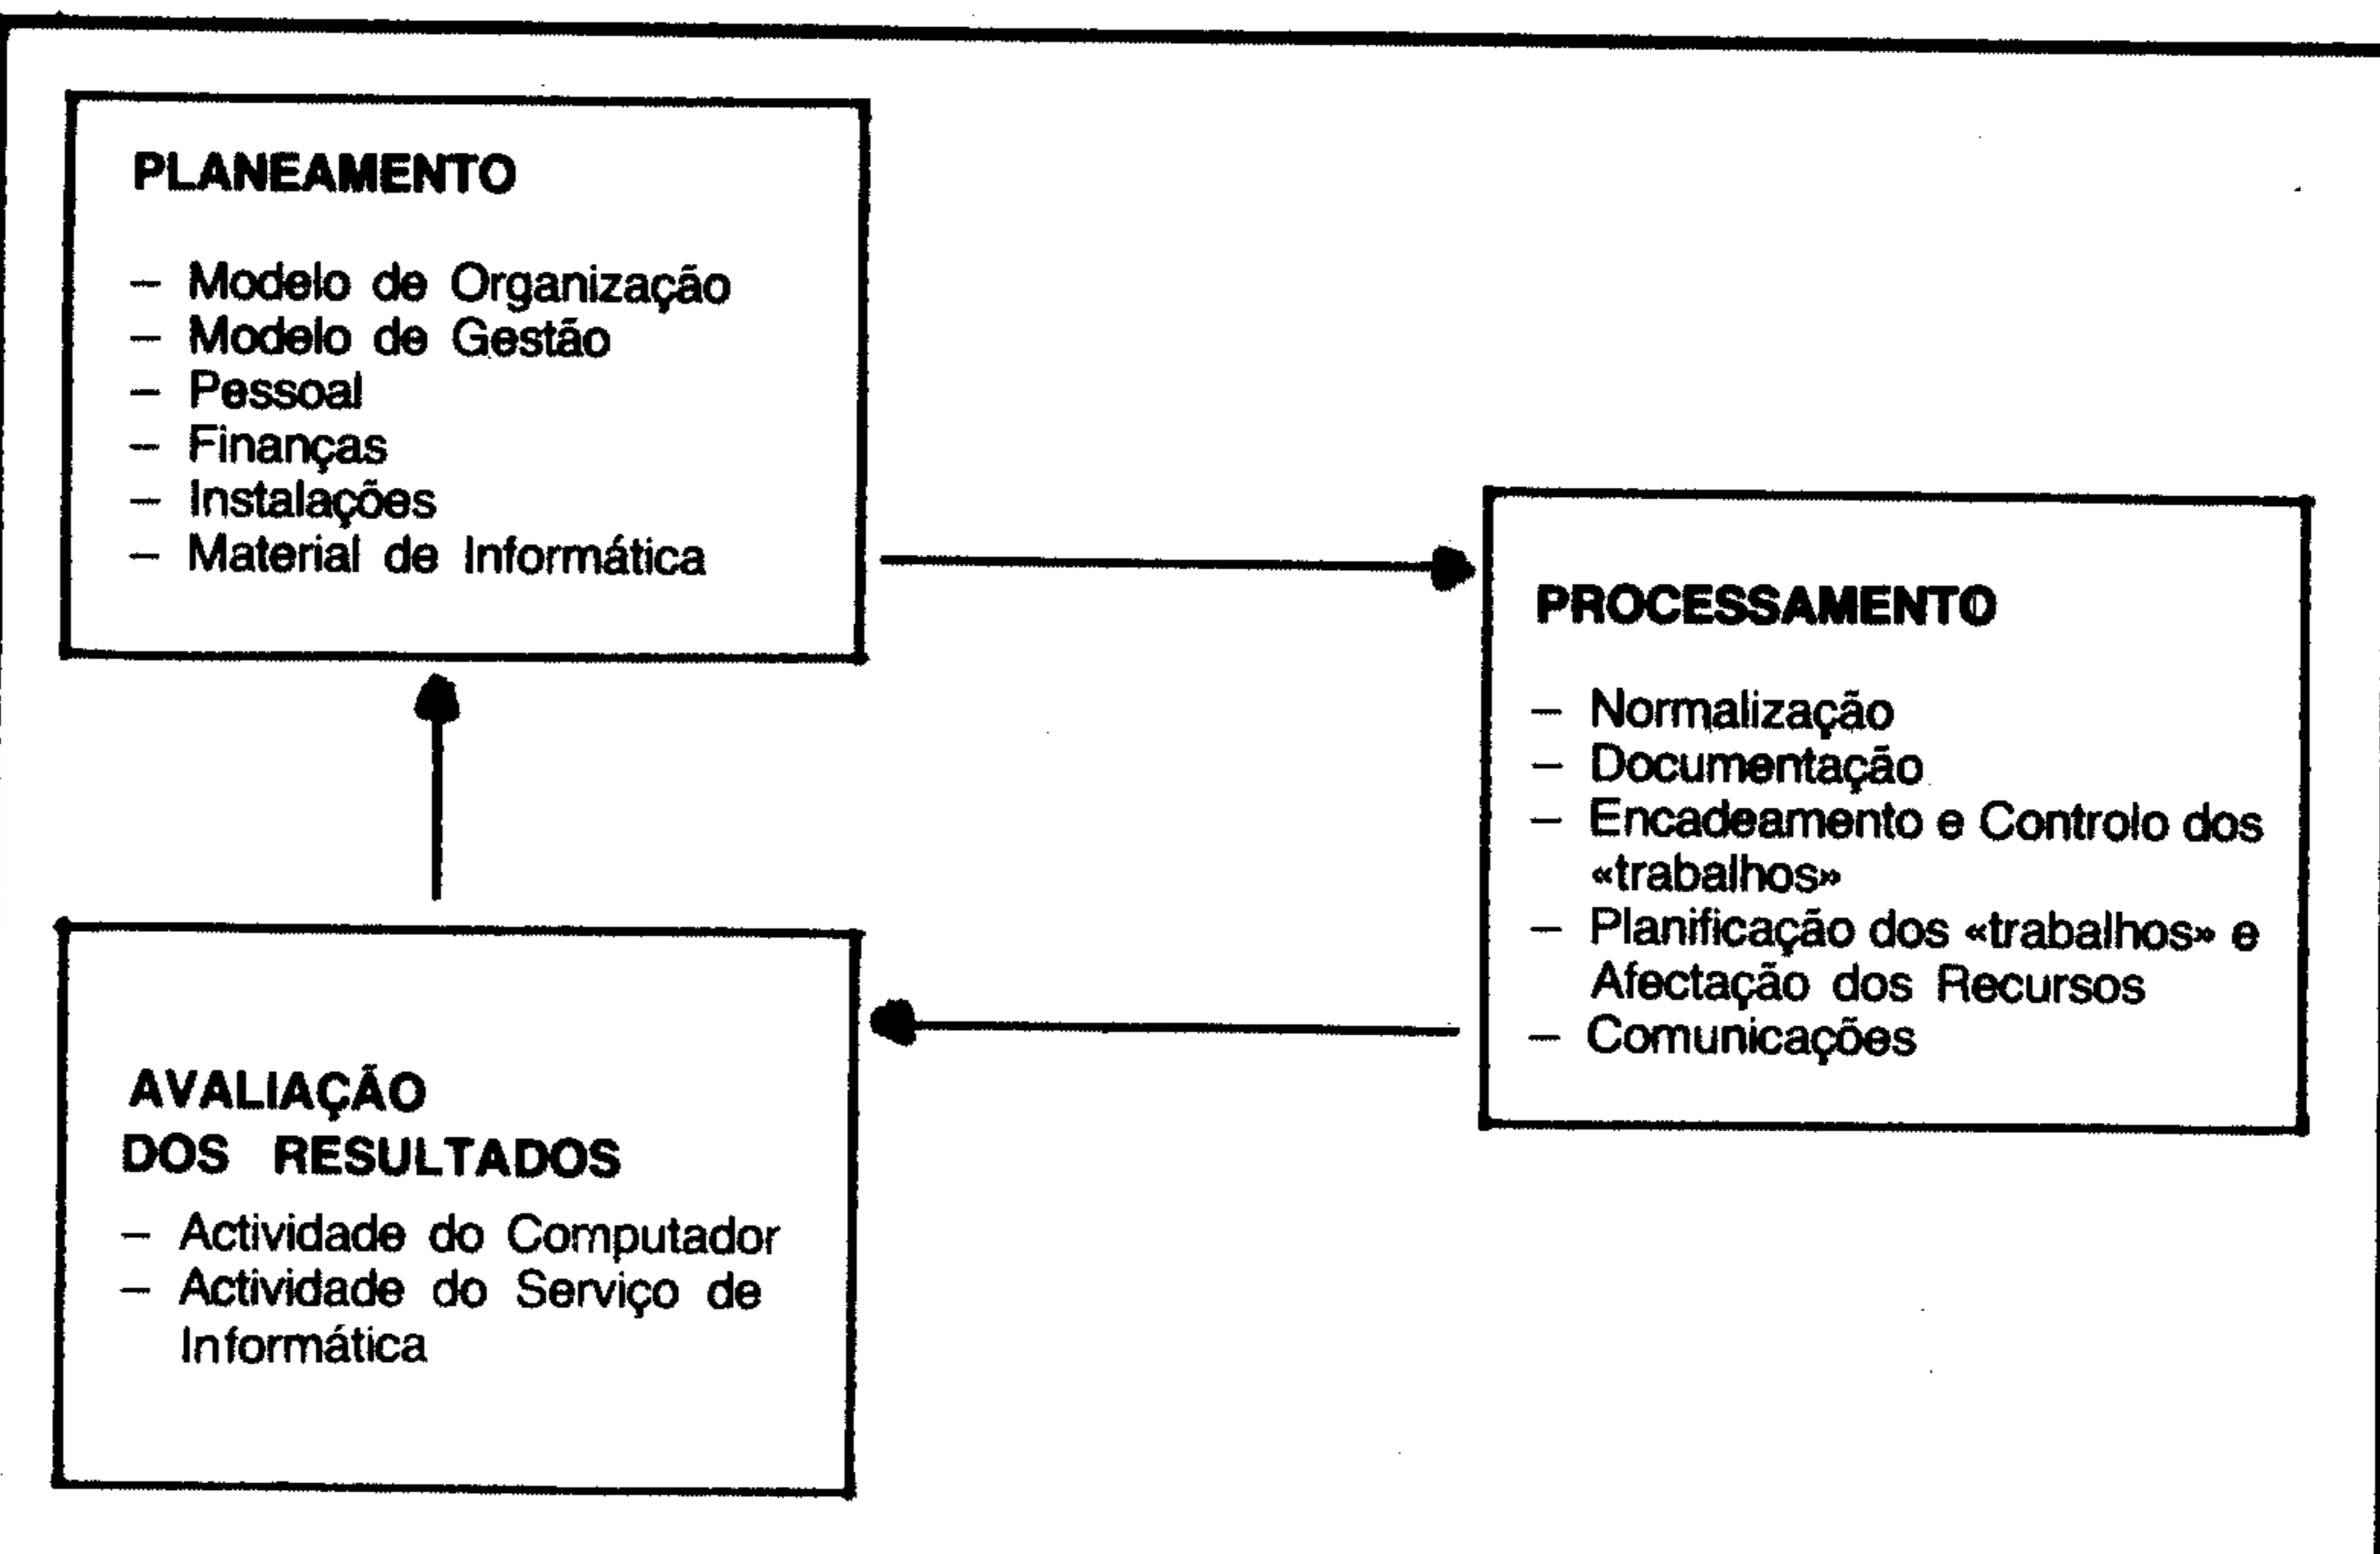 PLANEAMENTO
– Modelo de Organização
– Modelo de Gestão
– Pessoal
– Finanças
– Instalações
– Material de Informática
PROCESSAMENTO
– Normalização
– Documentação
– Encadeamento e Controlo dos
«trabalhos»
– Planificação dos «trabalhos» e
Afectação dos Recursos
– Comunicações
AVALIAÇÃO
DOS RESULTADOS
– Actividade do Computador
– Actividade do Serviço de
Informática